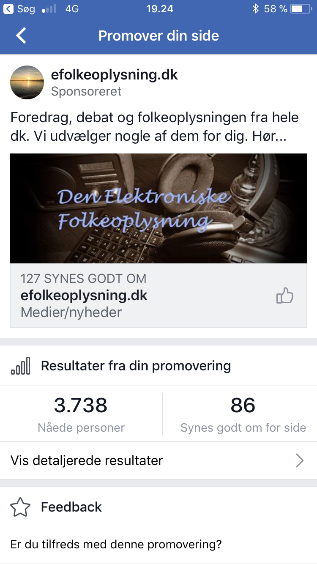 Søg 4G 19.24 58 %
Promover din side
efolkeoplysning.dk
Sponsoreret
Foredrag, debat og folkeoplysningen fra hele
dk. Vi udvælger nogle af dem for dig. Hør...
Den Elektroniske
Folkeoplysning
127 SYNES GODT OM
efolkeoplysning.dk
Medier/nyheder
Resultater fra din promovering
3.738 86
Nåede personer Synes godt om for side
Vis detaljerede resultater
Feedback
Er du tilfreds med denne promovering?